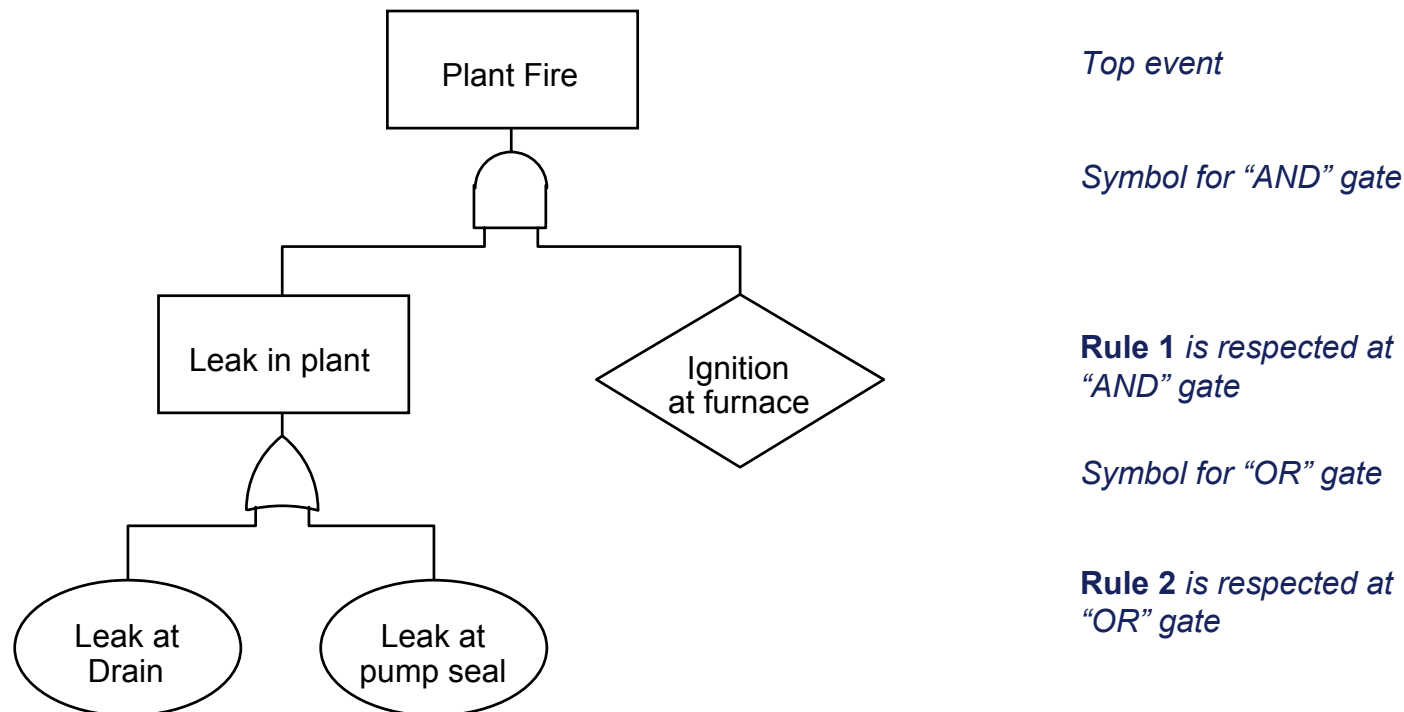 Plant Fire
Top event
Symbol for “AND” gate
Leak in plant
Ignition
at furnace
Rule 1 is respected at
“AND” gate
Symbol for “OR” gate
Leak at
Drain
Leak at
pump seal
Rule 2 is respected at
“OR” gate